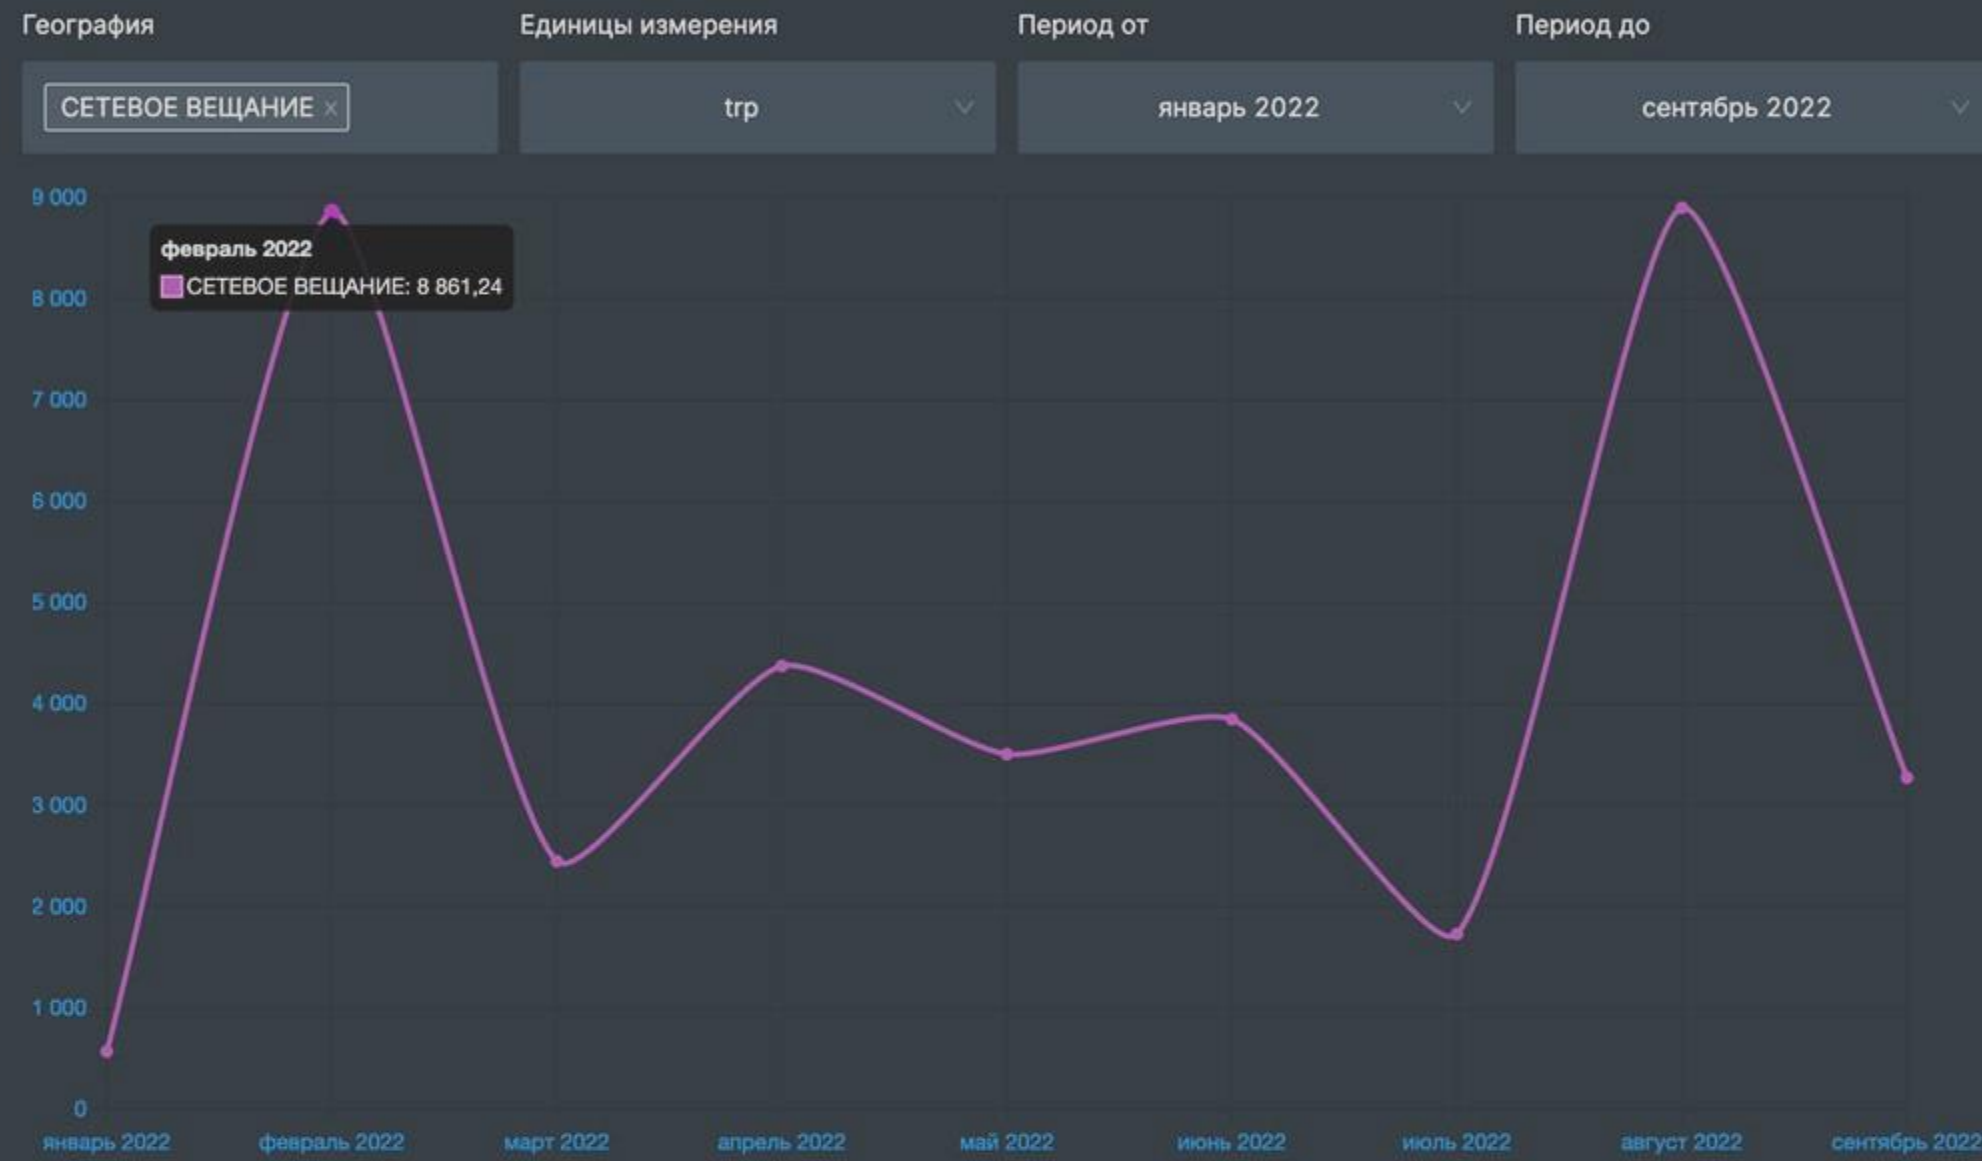 География
Единицы измерения
Период от
Период до
СЕТЕВОЕ ВЕЩАНИЕ ×
trp
январь 2022
сентябрь 2022
9 000
8 000
7 000
6 000
5 000
4 000
3 000
2 000
1 000
0
февраль 2022
СЕТЕВОЕ ВЕЩАНИЕ: 8 861,24
январь 2022
февраль 2022
март 2022
апрель 2022
май 2022
июнь 2022
июль 2022
август 2022
сентябрь 2022